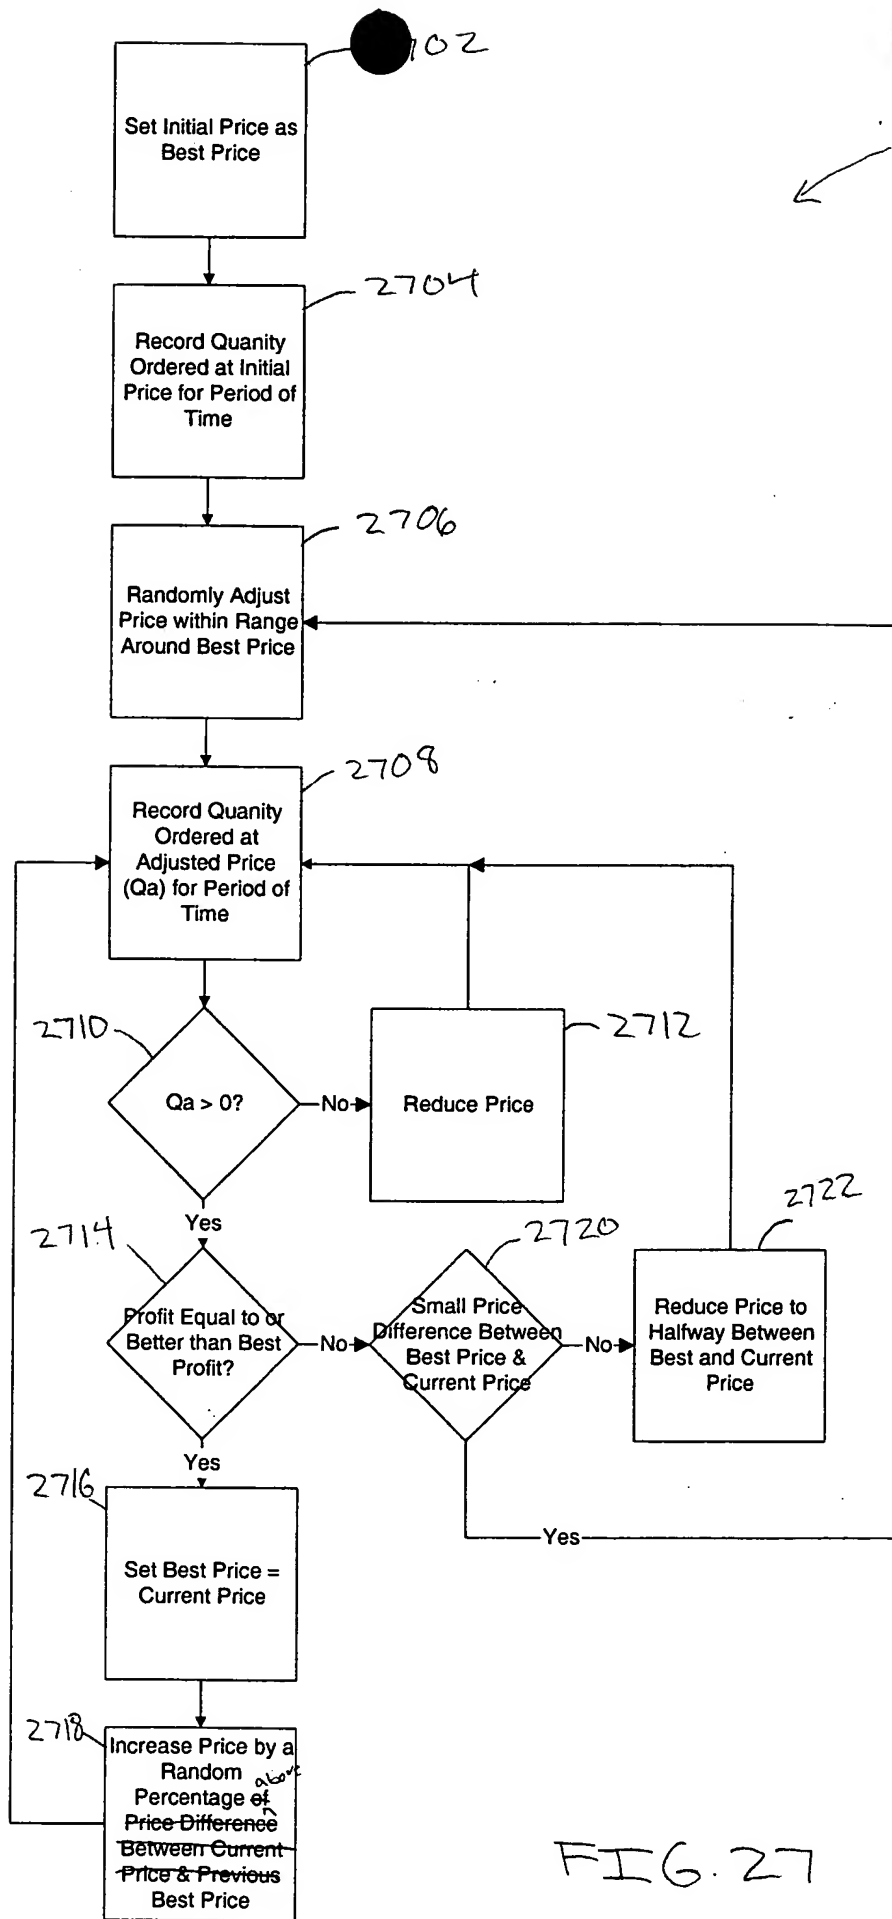 702
Set Initial Price as
Best Price
2704
Record Quanity
Ordered at Initial
Price for Period of
Time
2706
Randomly Adjust
Price within Range
Around Best Price
2708
Record Quanity
Ordered at
Adjusted Price
(Qa) for Period of
Time
2710
Qa > 0?
No
2712
Reduce Price
Yes
2714
Profit Equal to or
Better than Best
Profit?
No
2720
Small Price
Difference Between
Best Price &
Current Price
No
2722
Reduce Price to
Halfway Between
Best and Current
Price
Yes
Yes
2716
Set Best Price =
Current Price
2718
Increase Price by a
Random
above
Percentage of
Price Difference
Between Current
Price & Previous
Best Price
FIG. 27